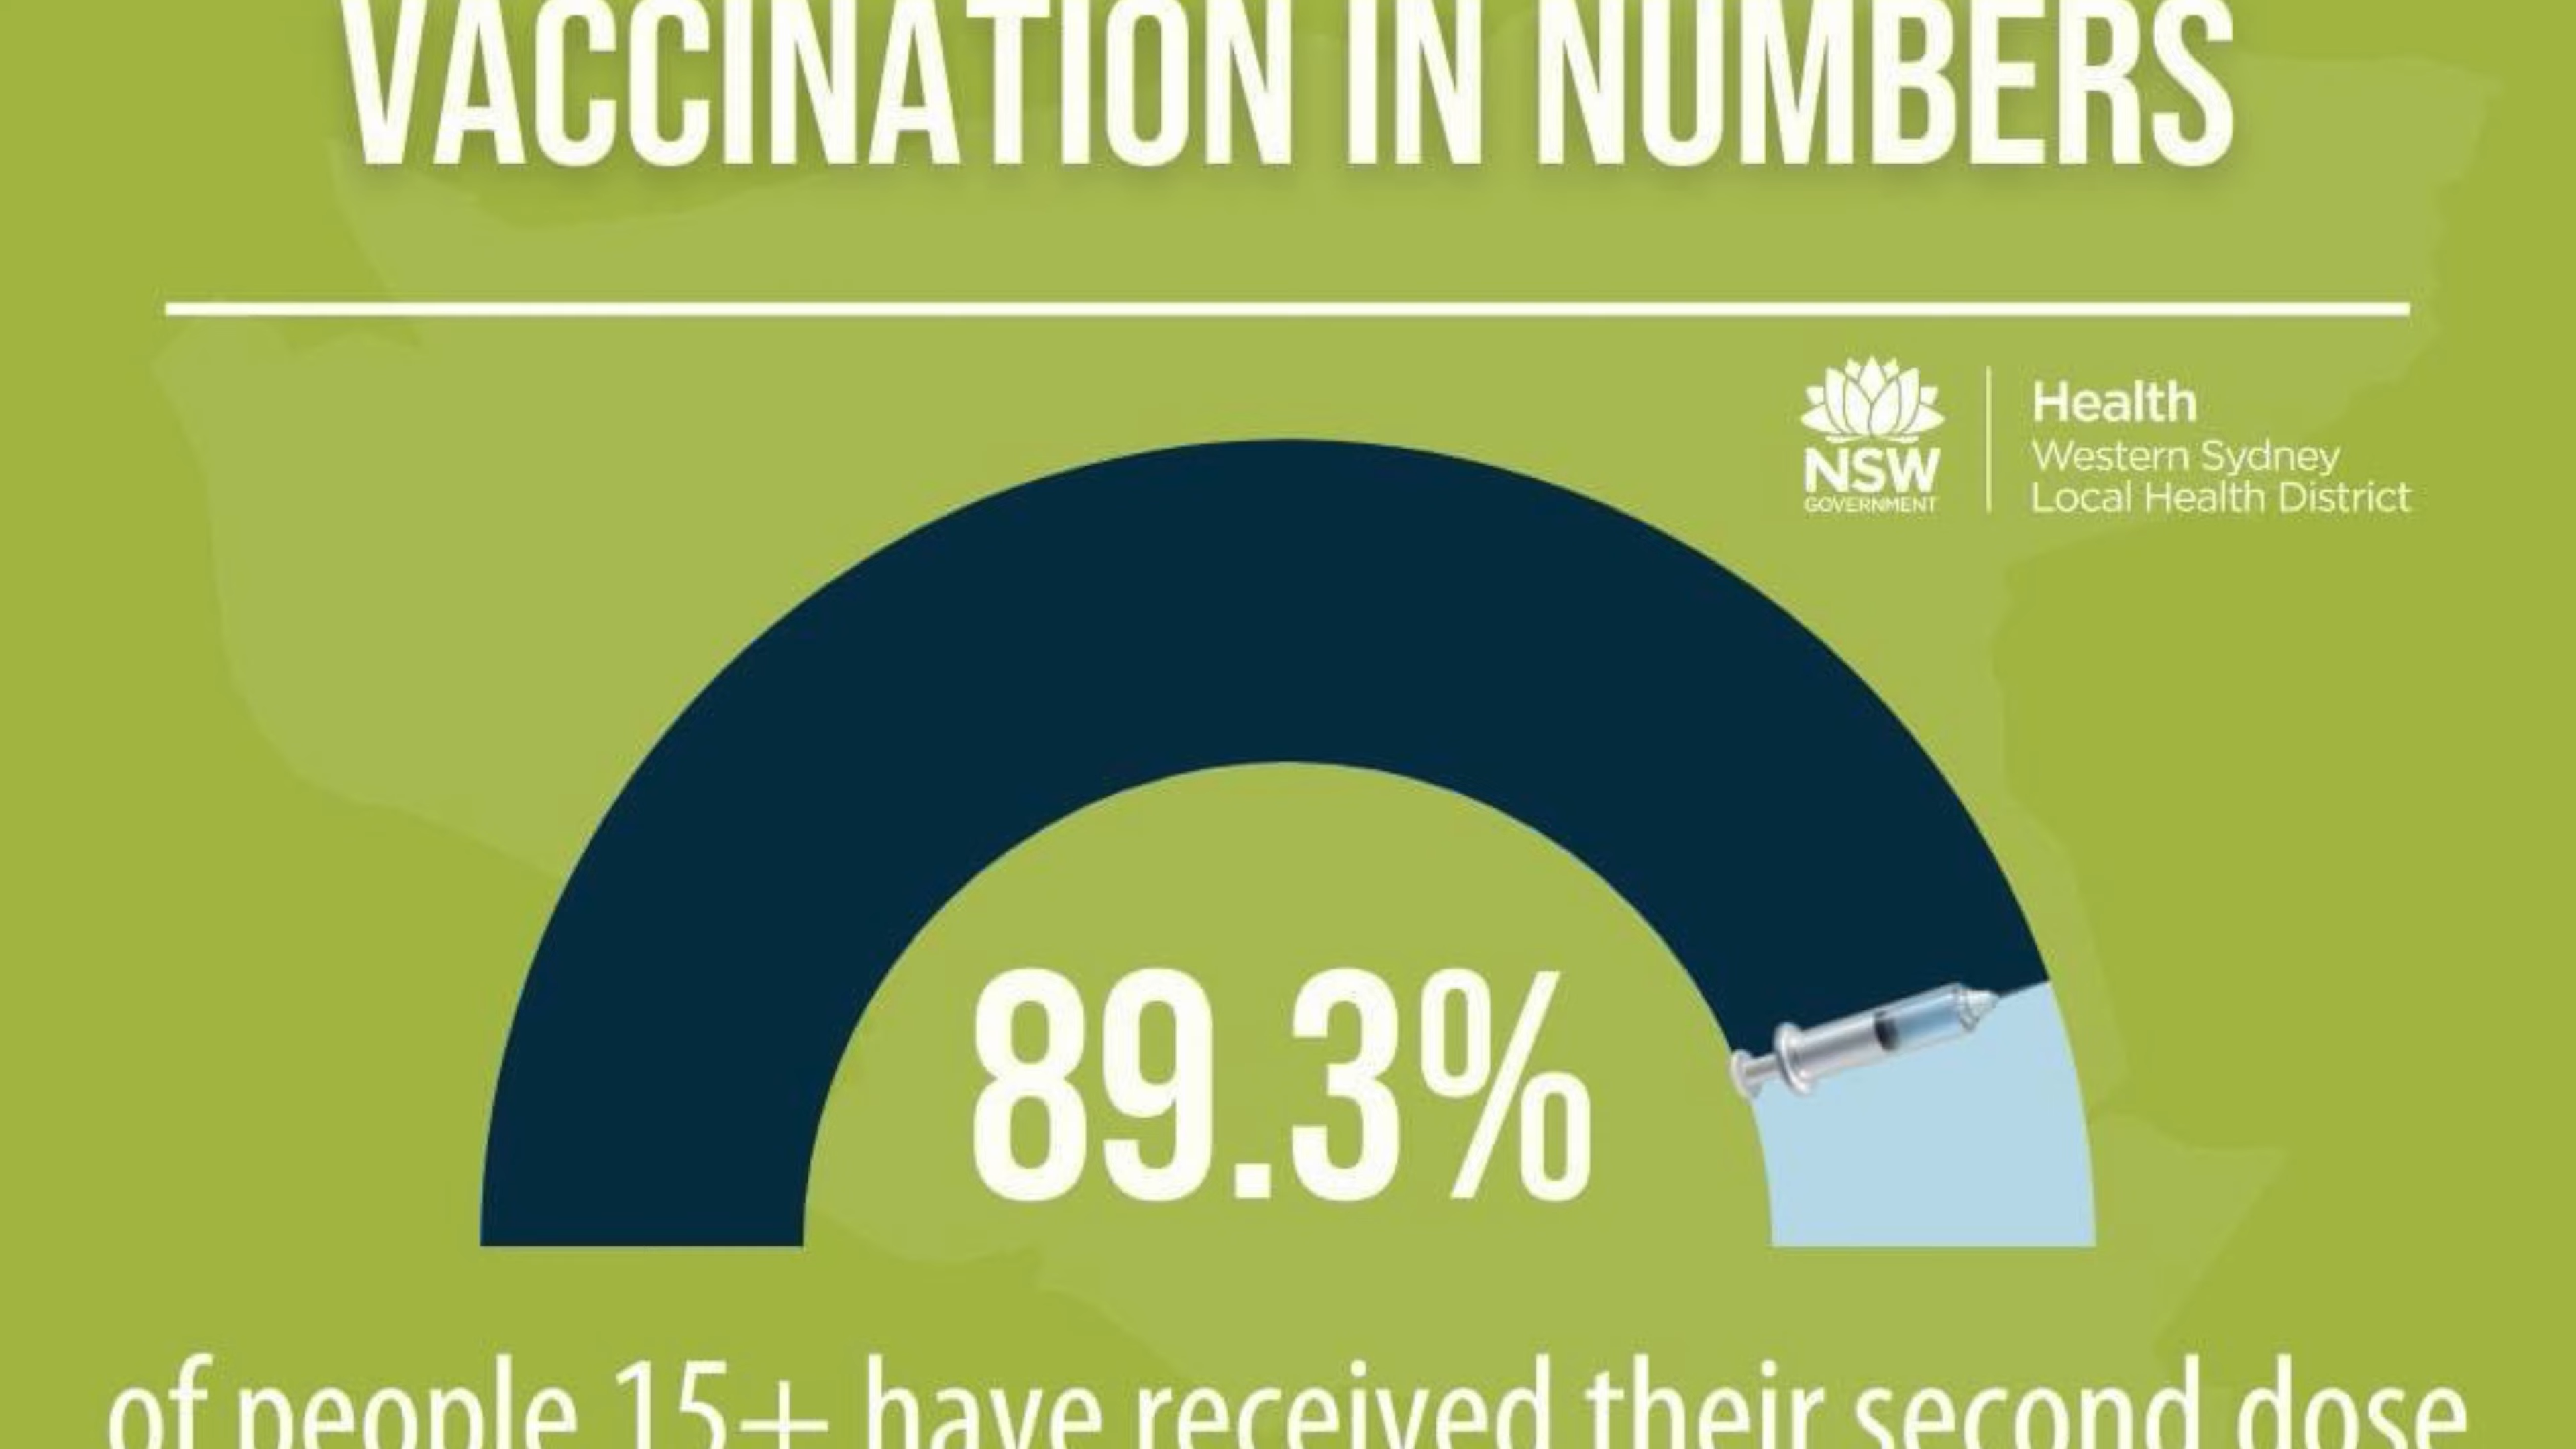 VACCINATION IN NUMBERS
NSW
GOVERNMENT
Health
Western Sydney
Local Health District
89.3%
of people 15+ have received their second dose